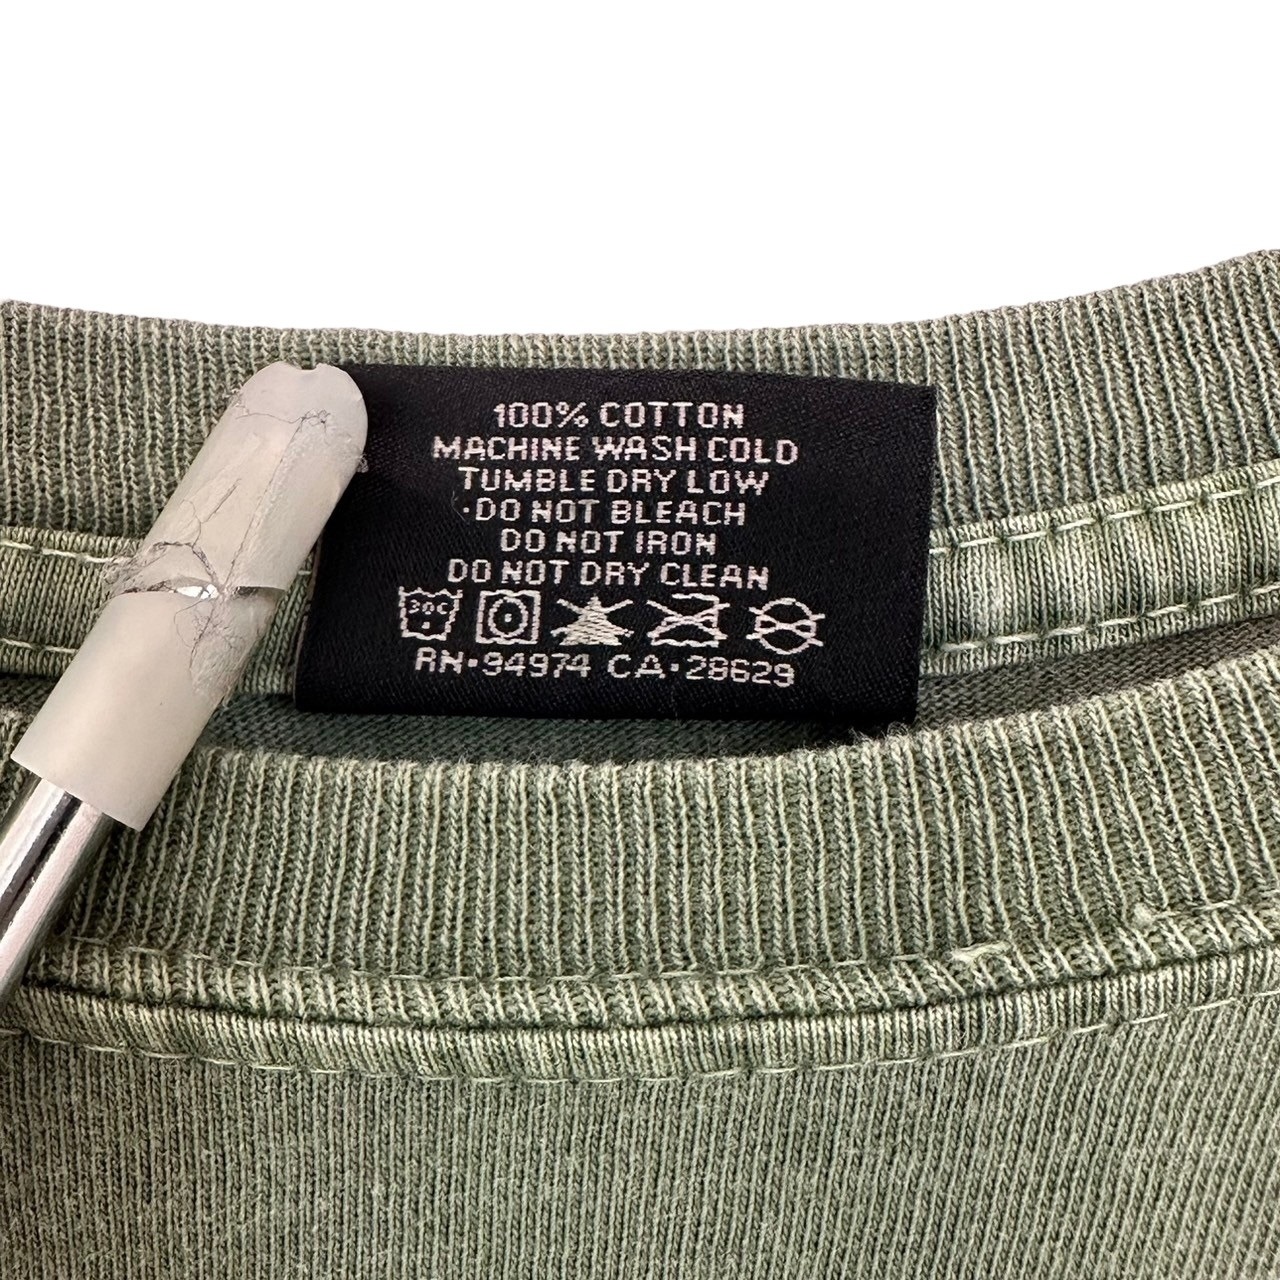 100% COTTON
MACHINE WASH COLD
TUMBLE DRY LOW
·DO NOT BLEACH
DO NOT IRON
DO NOT DRY CLEAN
30C
RN·94974 CA·28629